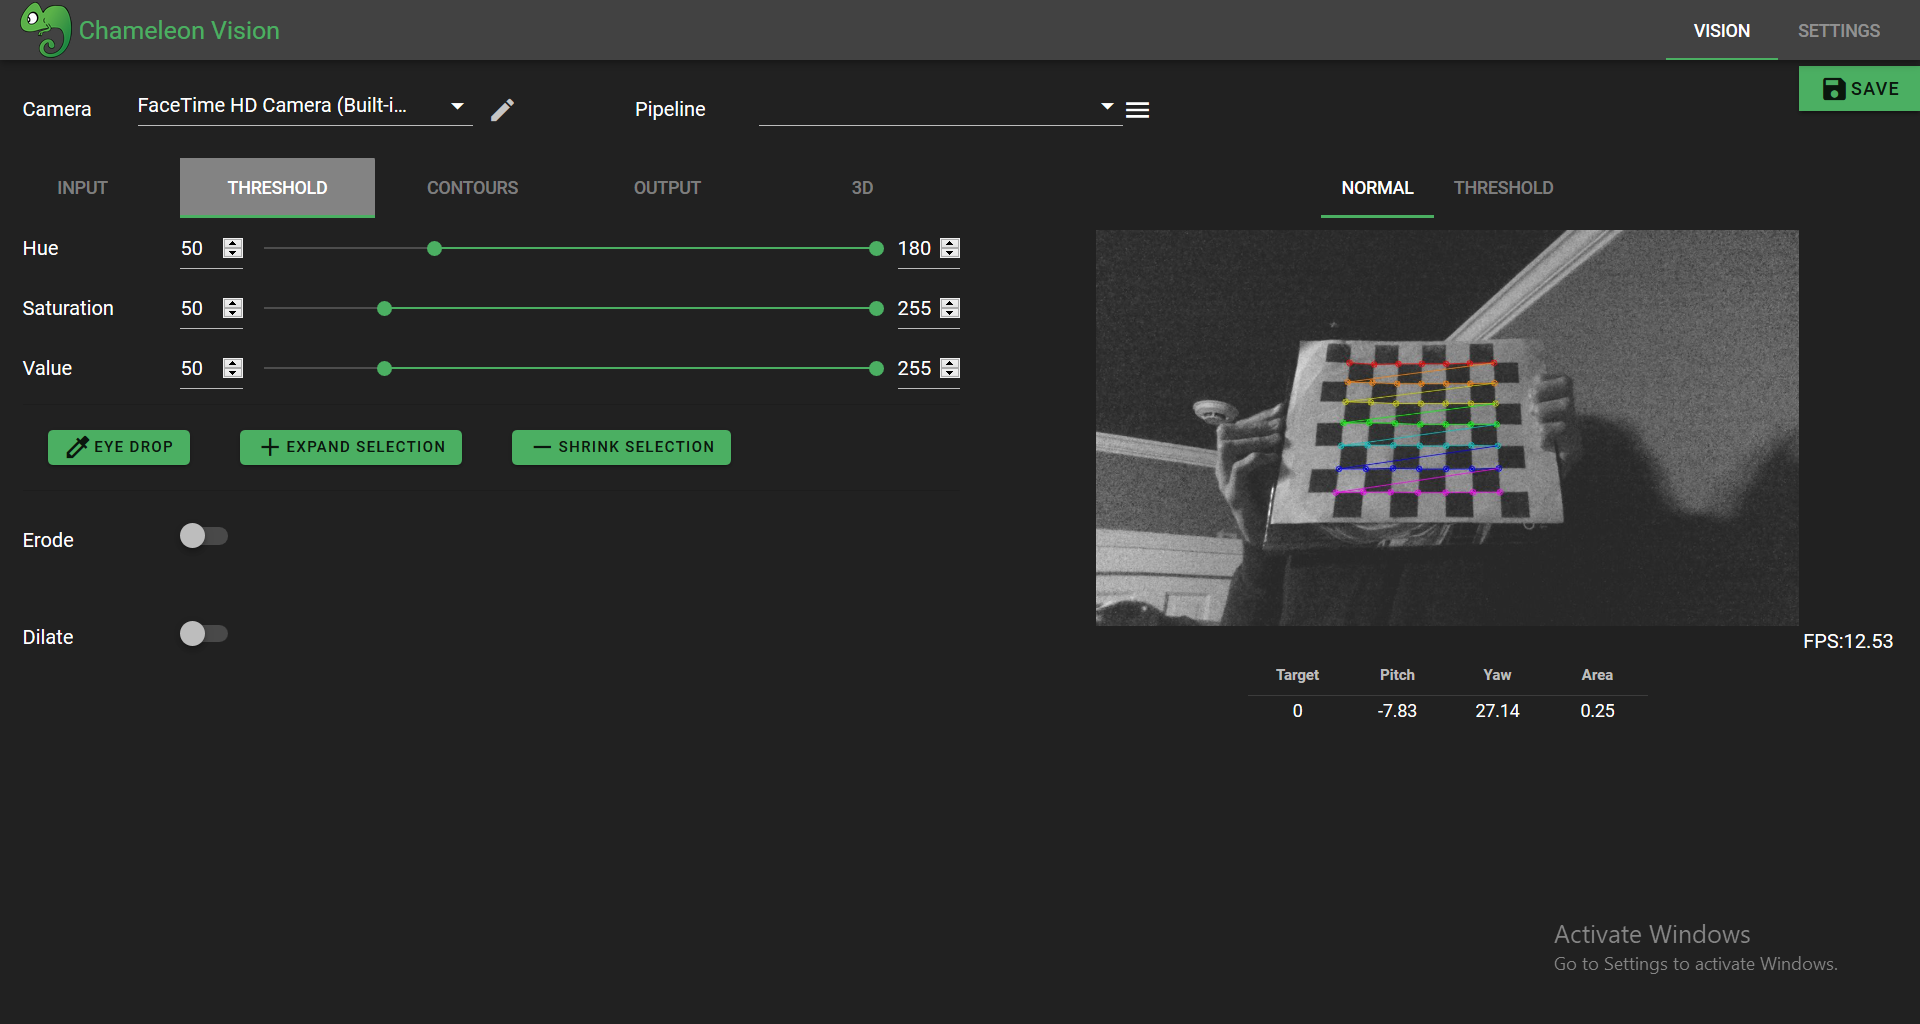 Chameleon Vision
VISION
SETTINGS
SAVE
Camera
FaceTime HD Camera (Built-i...
Pipeline
INPUT
THRESHOLD
CONTOURS
OUTPUT
3D
NORMAL
THRESHOLD
Hue
50
180
Saturation
50
255
Value
50
255
EYE DROP
EXPAND SELECTION
SHRINK SELECTION
Erode
Dilate
FPS:12.53
Target Pitch Yaw Area
0 -7.83 27.14 0.25
Activate Windows
Go to Settings to activate Windows.